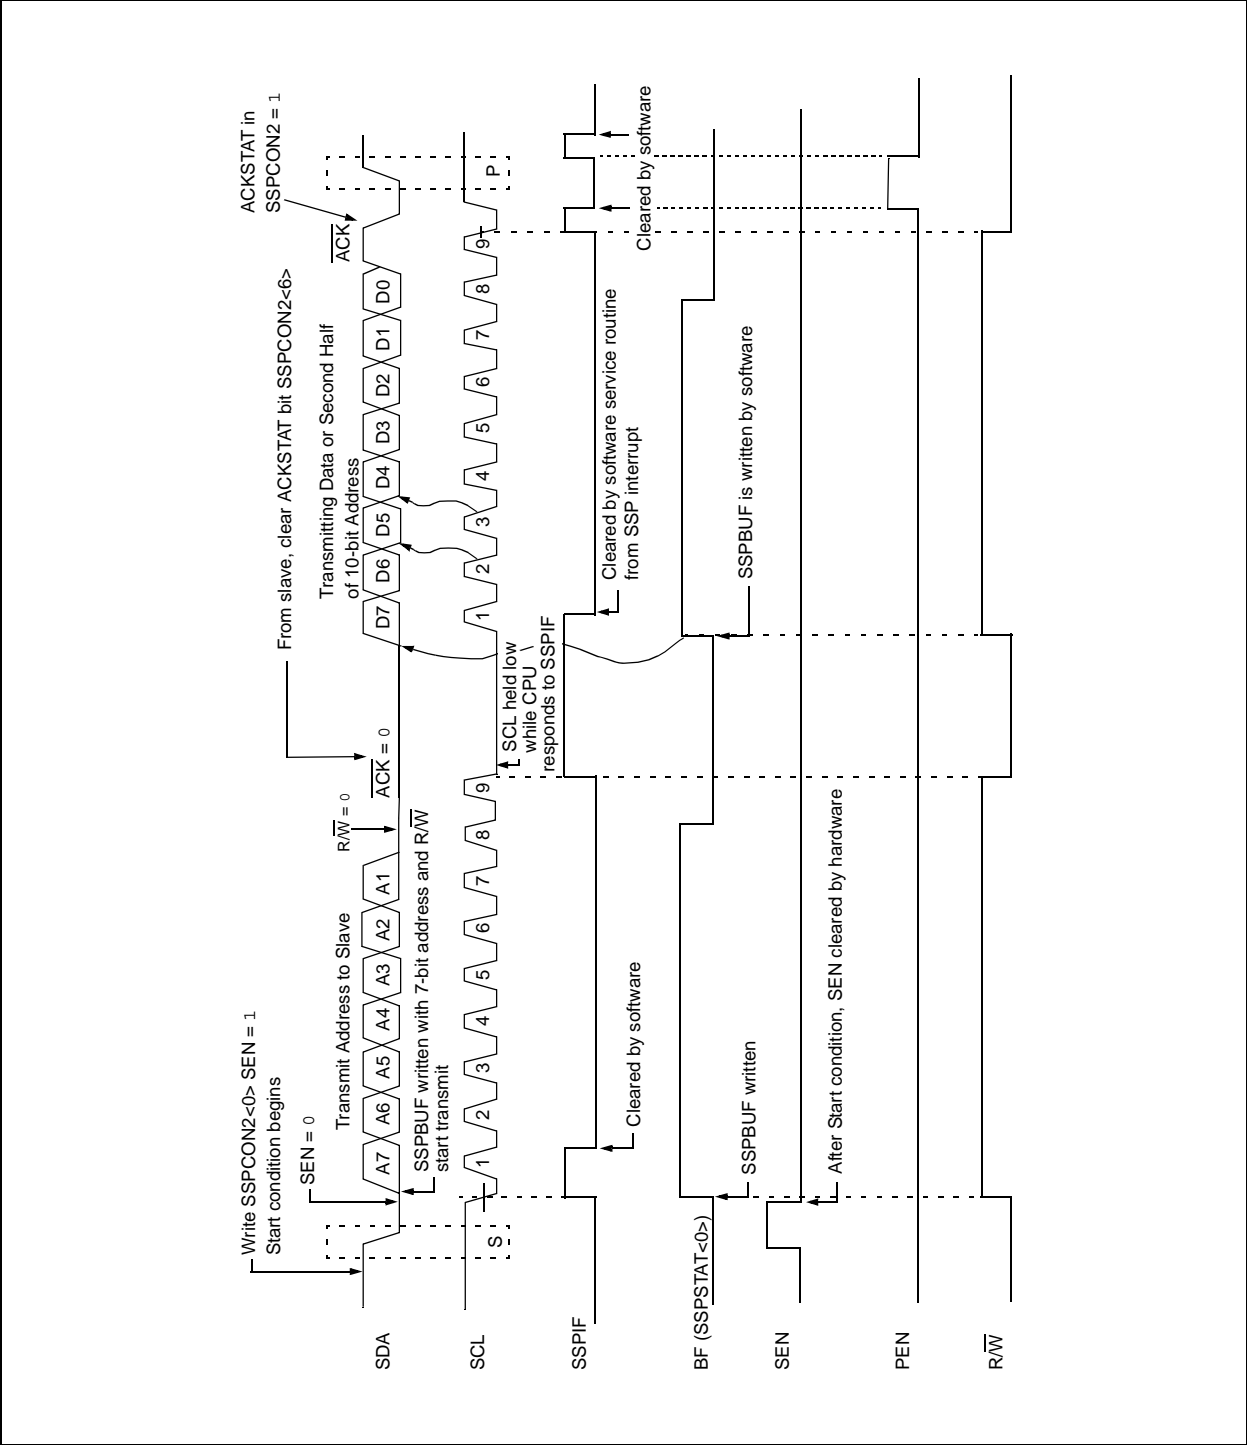 Write SSPCON2<0> SEN = 1
Start condition begins
SEN = 0
Transmit Address to Slave
R/W = 0
From slave, clear ACKSTAT bit SSPCON2<6>
ACK = 0
Transmitting Data or Second Half
of 10-bit Address
ACKSTAT in
SSPCON2 = 1
ACK
SDA
A7 A6 A5 A4 A3 A2 A1
D7 D6 D5 D4 D3 D2 D1 D0
SSPBUF written with 7-bit address and R/W
start transmit
SCL
S
1 2 3 4 5 6 7 8 9
1 2 3 4 5 6 7 8 9
P
SCL held low
while CPU
responds to SSPIF
SSPIF
Cleared by software
Cleared by software service routine
from SSP interrupt
Cleared by software
BF (SSPSTAT<0>)
SSPBUF written
SSPBUF is written by software
SEN
After Start condition, SEN cleared by hardware
PEN
R/W